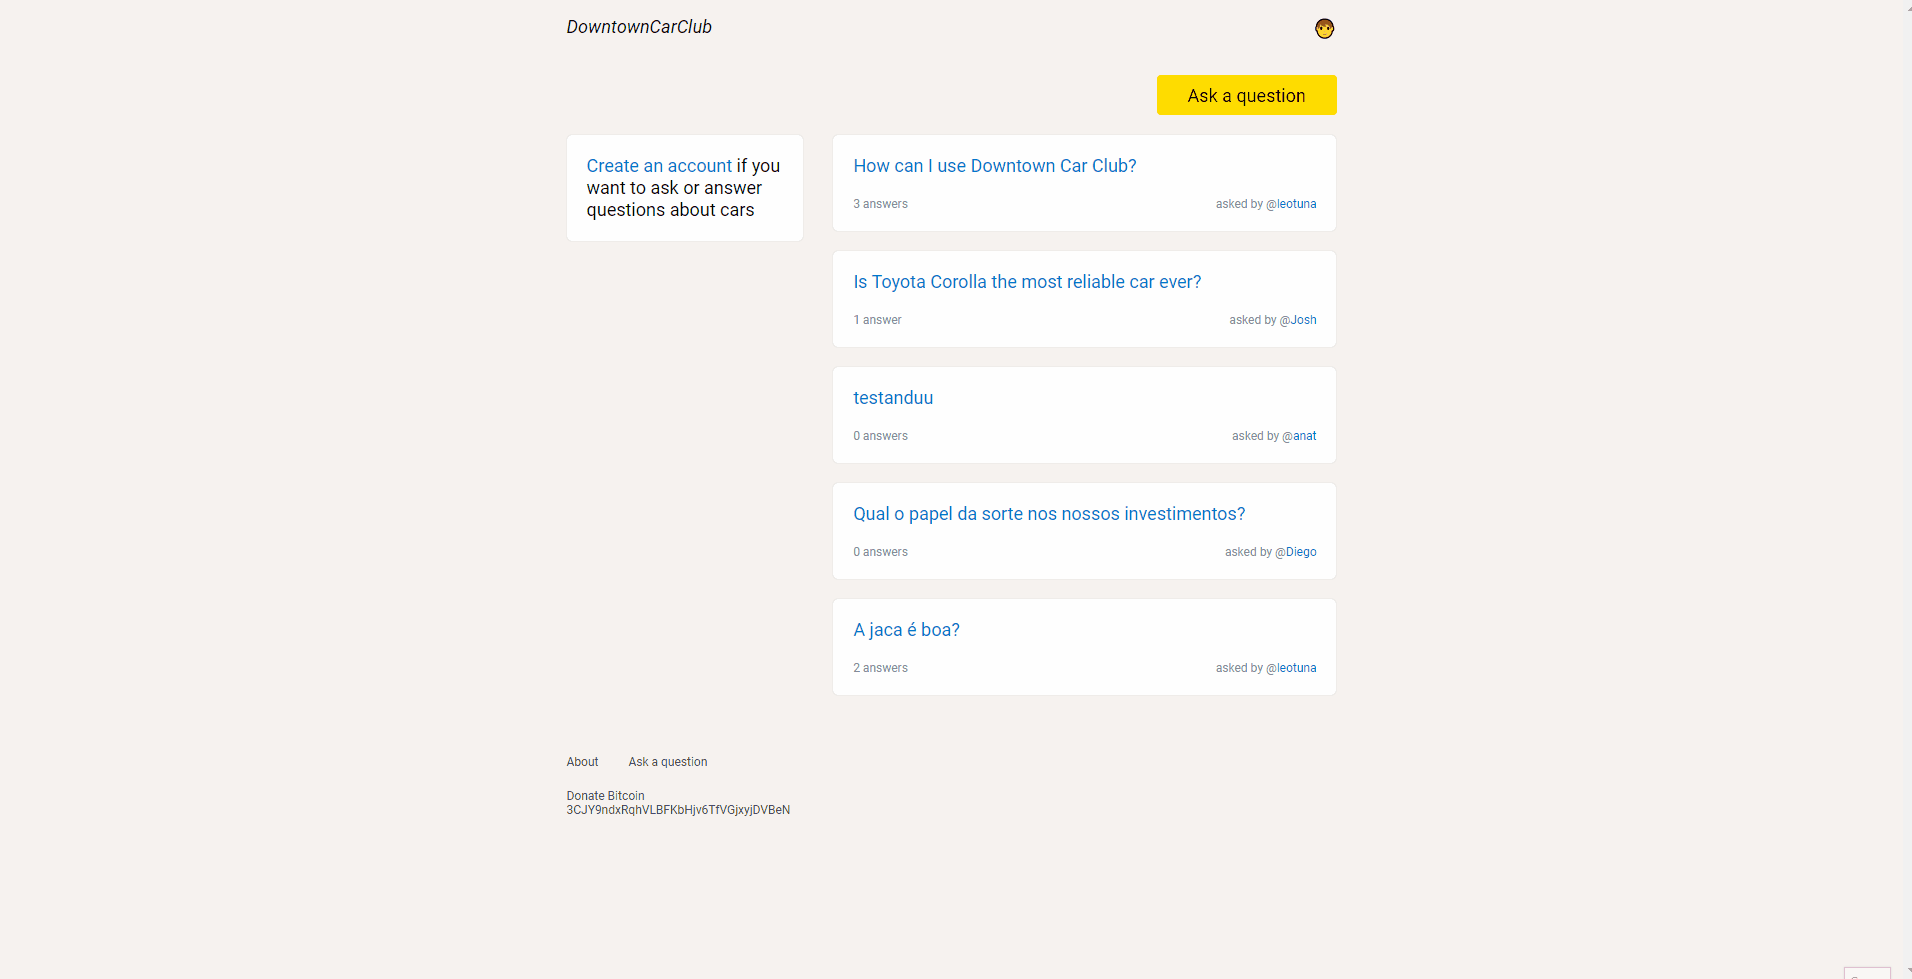 DowntownCarClub
Ask a question
Create an account if you
want to ask or answer
questions about cars
How can I use Downtown Car Club?
3 answers
asked by @leotuna
Is Toyota Corolla the most reliable car ever?
1 answer
asked by @Josh
testanduu
0 answers
asked by @anat
Qual o papel da sorte nos nossos investimentos?
0 answers
asked by @Diego
A jaca é boa?
2 answers
asked by @leotuna
About
Ask a question
Donate Bitcoin
3CJY9ndxRqhVLBFKbHjv6TfVGjxyjDVBeN